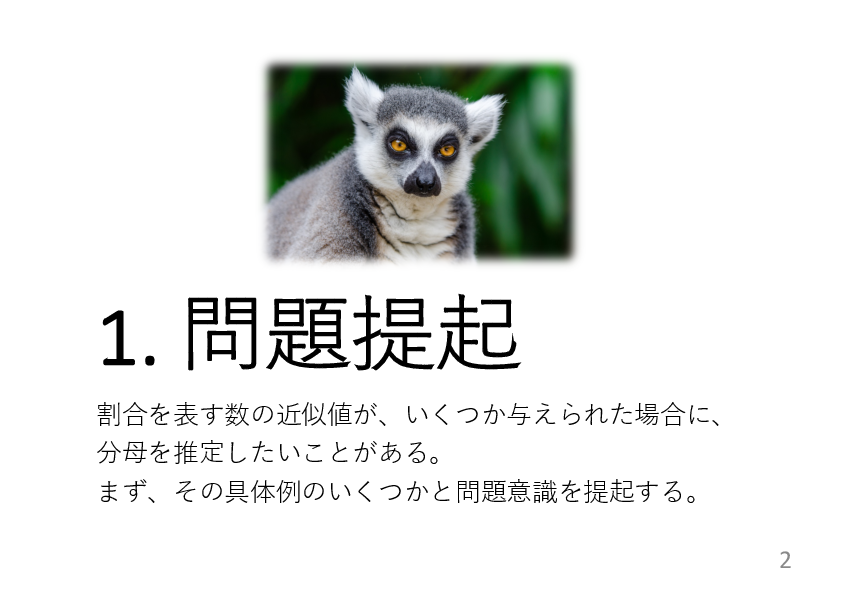 1. 問題提起
割合を表す数の近似値が、いくつか与えられた場合に、
分母を推定したいことがある。
まず、その具体例のいくつかと問題意識を提起する。
2